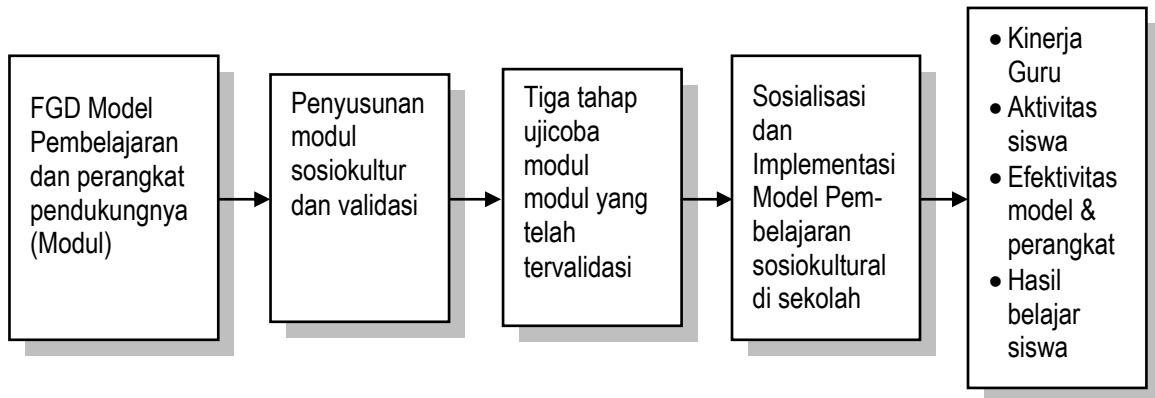 FGD Model
Pembelajaran
dan perangkat
pendukungnya
(Modul)
Penyusunan
modul
sosiokultur
dan validasi
Tiga tahap
ujicoba
modul
modul yang
telah
tervalidasi
Sosialisasi
dan
Implementasi
Model Pem-
belajaran
sosiokultural
di sekolah
• Kinerja
Guru
• Aktivitas
siswa
• Efektivitas
model &
perangkat
• Hasil
belajar
siswa